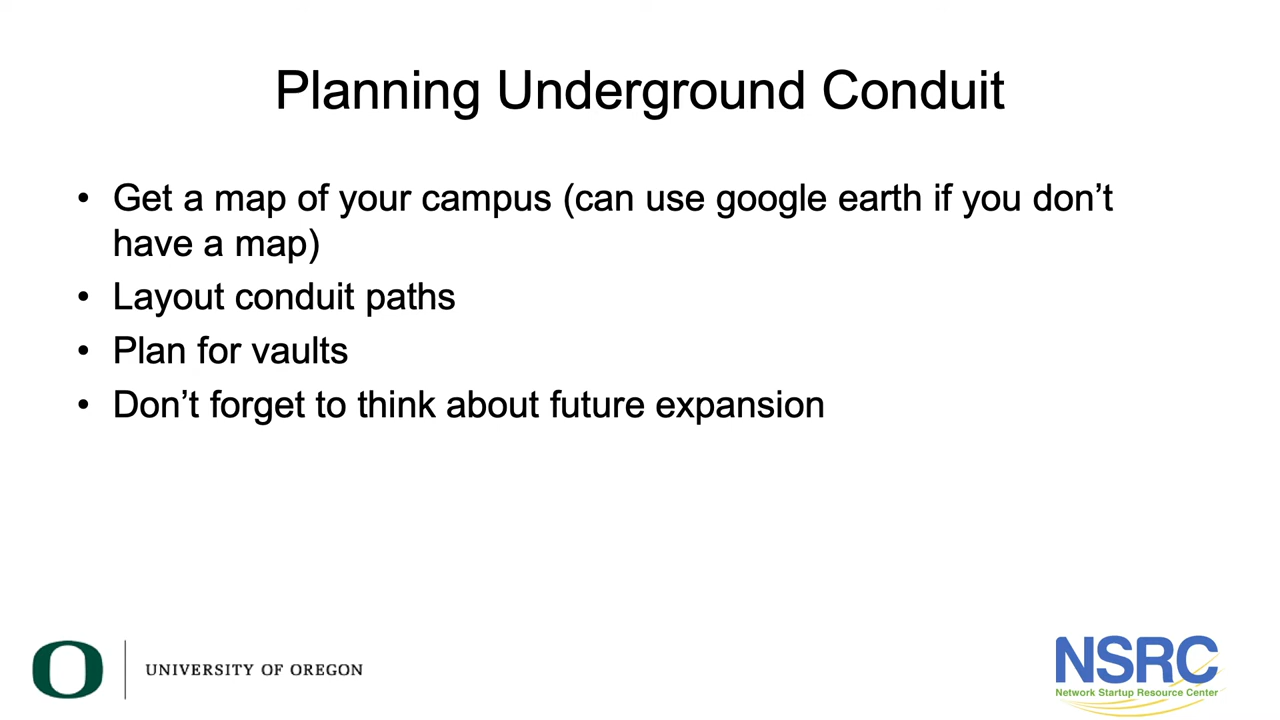 Planning Underground Conduit
• Get a map of your campus (can use google earth if you don’t
have a map)
• Layout conduit paths
• Plan for vaults
• Don’t forget to think about future expansion
O
UNIVERSITY OF OREGON
NSRC
Network Startup Resource Center